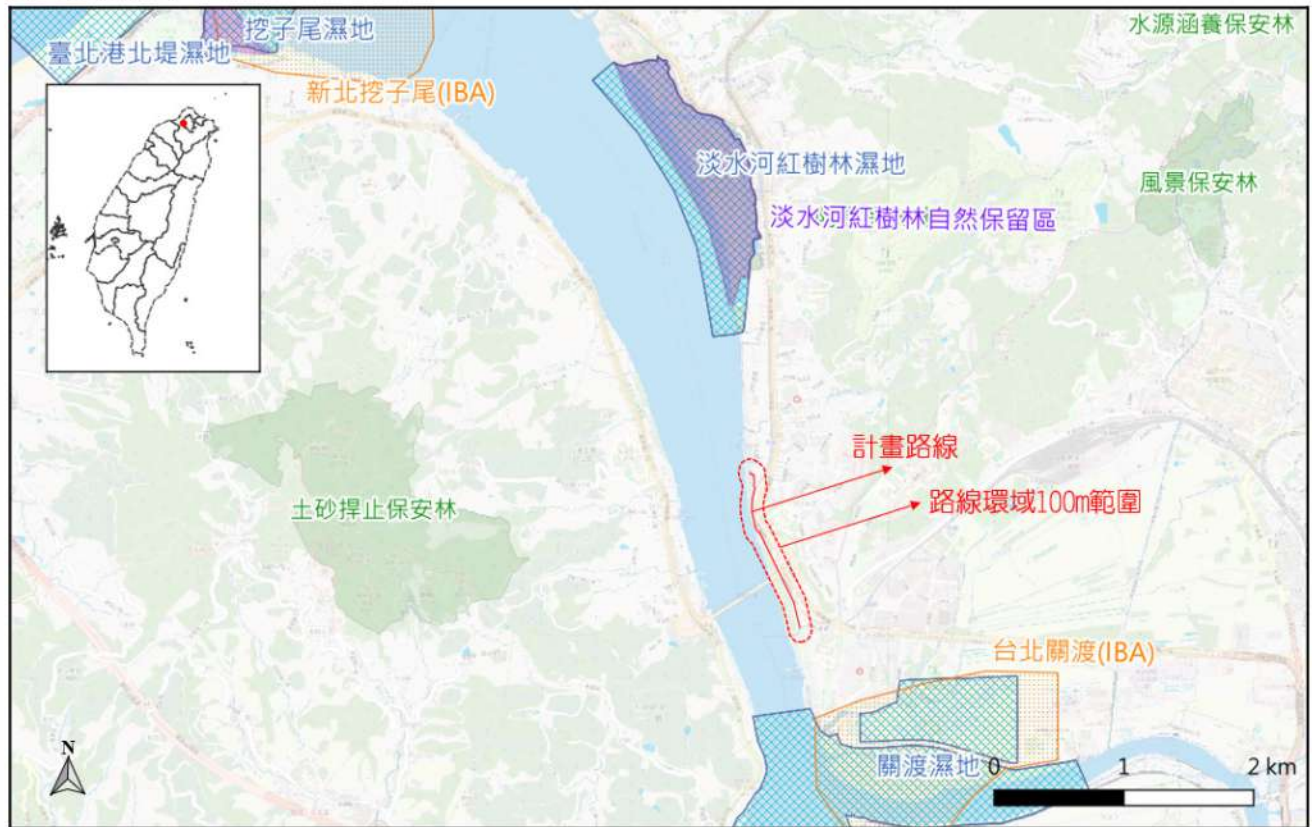 挖子尾濕地
水源涵養保安林
臺北港北堤濕地
新北挖子尾(IBA)
淡水河紅樹林濕地
風景保安林
淡水河紅樹林自然保留區
計畫路線
路線環域100m範圍
土砂捍止保安林
台北關渡(IBA)
N
關渡濕地
0 1 2 km